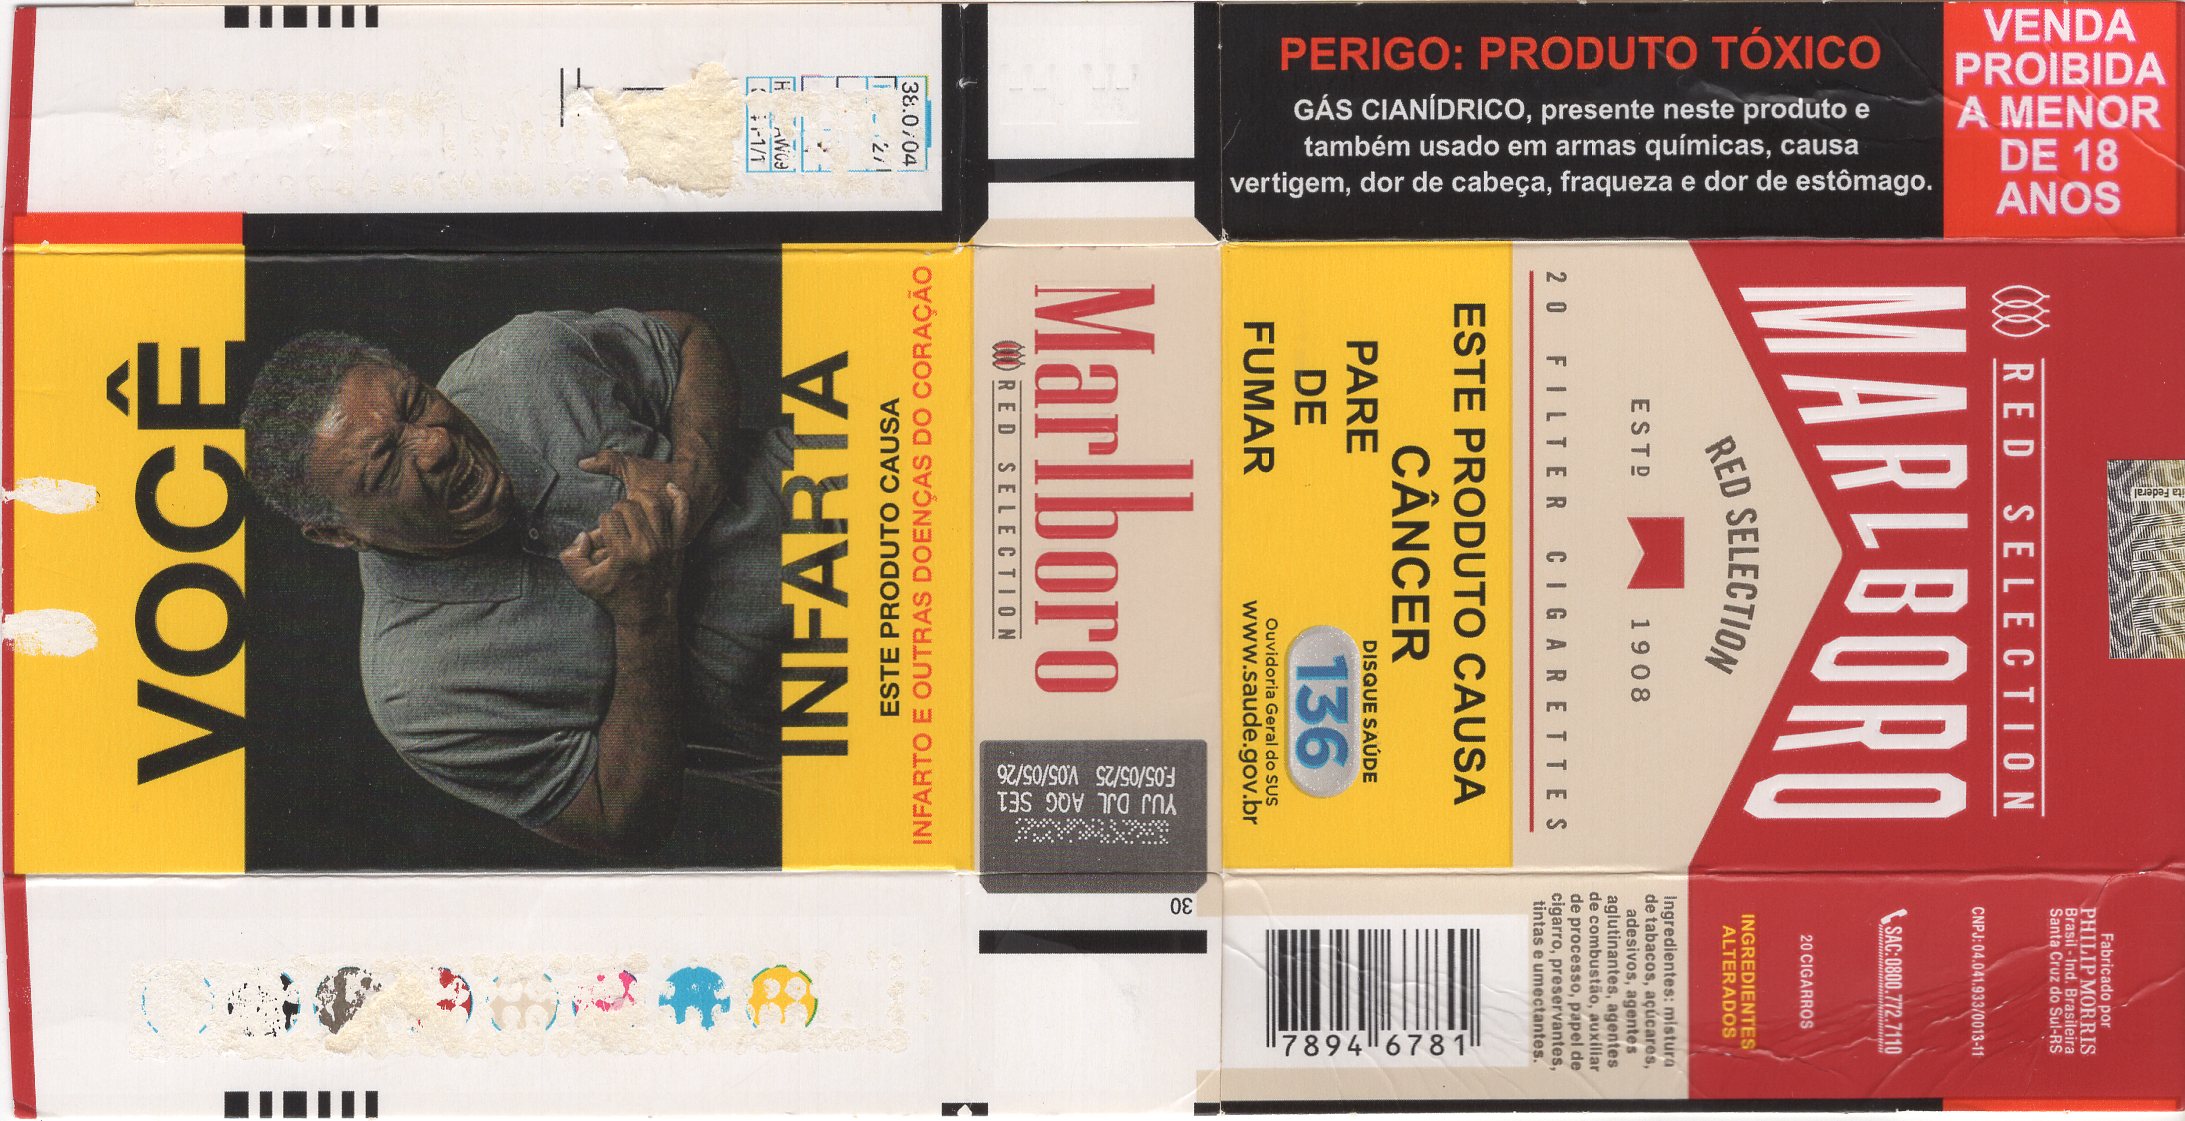 PERIGO: PRODUTO TÓXICO
GÁS CIANÍDRICO, presente neste produto e
também usado em armas químicas, causa
vertigem, dor de cabeça, fraqueza e dor de estômago.
VENDA
PROIBIDA
A MENOR
DE 18
ANOS
38.0704
VOCÊ
INFARTA
ESTE PRODUTO CAUSA
INFARTO E OUTRAS DOENÇAS DO CORAÇÃO
Marlboro
RED SELECTION
YUJ DJL AQG SE1
F.05/05/25 V.05/05/26
30
ESTE PRODUTO CAUSA
CÂNCER
PARE
DE
FUMAR
DISQUE SAÚDE
136
Ouvidoria Geral do SUS
www.saude.gov.br
RED SELECTION
MARLBORO
RED SELECTION
ESTD 1908
20 FILTER CIGARETTES
ita Federal
Fabricado por
PHILIP MORRIS
Brasil - Ind. Brasileira
Santa Cruz do Sul-RS
CNPJ: 04.041.933/0013-11
SAC: 0800.772.7110
20 CIGARROS
INGREDIENTES
ALTERADOS
Ingredientes: mistura
de tabacos, açúcares,
adesivos, agentes
aglutinantes, agentes
de combustão, auxiliar
de processo, papel de
cigarro, preservantes,
tintas e umectantes.
7894 6781